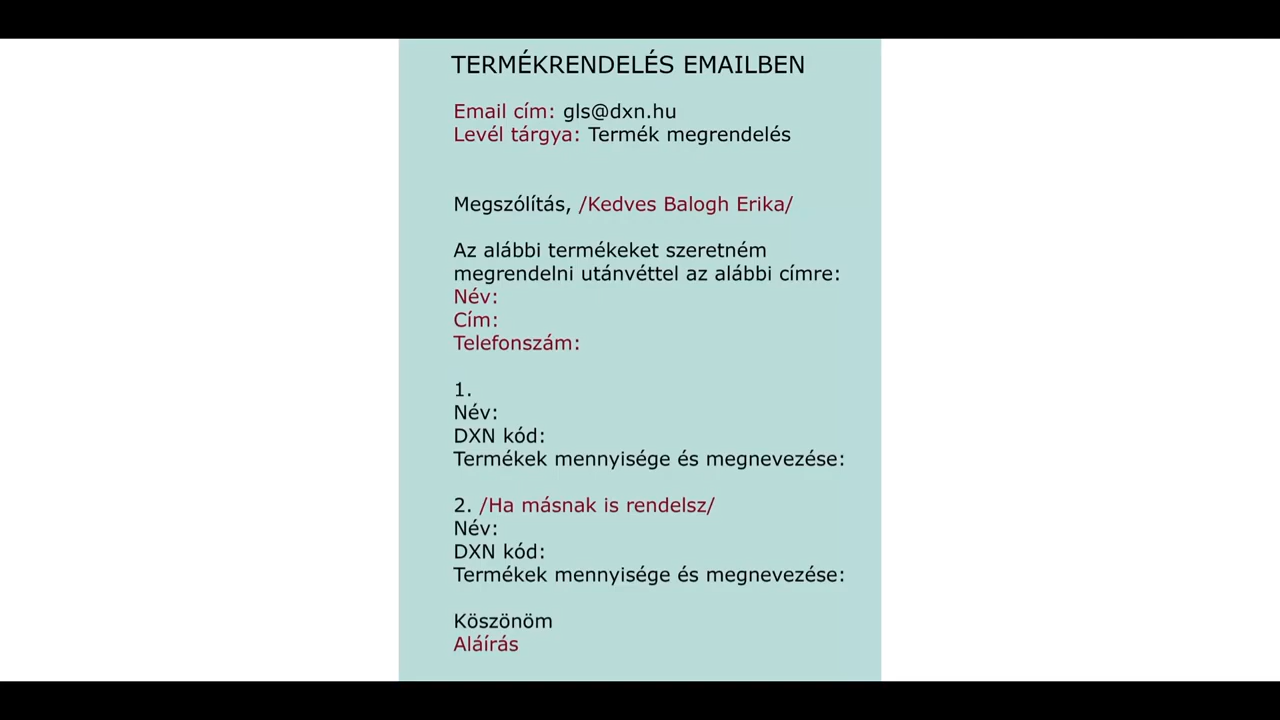 TERMÉKRENDELÉS EMAILBEN
Email cím: gls@dxn.hu
Levél tárgya: Termék megrendelés
Megszólítás, /Kedves Balogh Erika/
Az alábbi termékeket szeretném
megrendelni utánvéttel az alábbi címre:
Név:
Cím:
Telefonszám:
1.
Név:
DXN kód:
Termékek mennyisége és megnevezése:
2. /Ha másnak is rendelsz/
Név:
DXN kód:
Termékek mennyisége és megnevezése:
Köszönöm
Aláírás